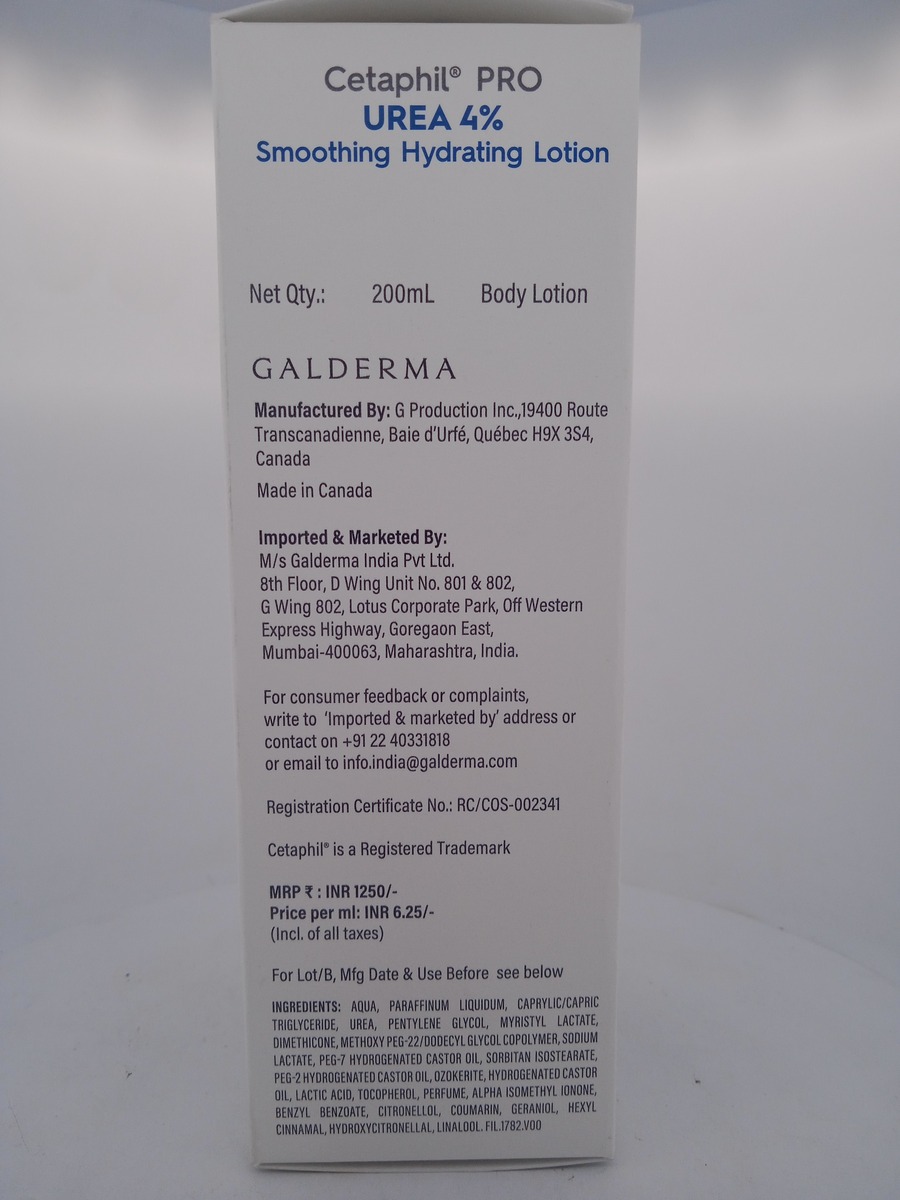 Cetaphil® PRO
UREA 4%
Smoothing Hydrating Lotion
Net Qty.: 200mL Body Lotion
GALDERMA
Manufactured By: G Production Inc.,19400 Route
Transcanadienne, Baie d'Urfé, Québec H9X 3S4,
Canada
Made in Canada
Imported & Marketed By:
M/s Galderma India Pvt Ltd.
8th Floor, D Wing Unit No. 801 & 802,
G Wing 802, Lotus Corporate Park, Off Western
Express Highway, Goregaon East,
Mumbai-400063, Maharashtra, India.
For consumer feedback or complaints,
write to 'Imported & marketed by' address or
contact on +91 22 40331818
or email to info.india@galderma.com
Registration Certificate No.: RC/COS-002341
Cetaphil® is a Registered Trademark
MRP ₹ : INR 1250/-
Price per ml: INR 6.25/-
(Incl. of all taxes)
For Lot/B, Mfg Date & Use Before see below
INGREDIENTS: AQUA, PARAFFINUM LIQUIDUM, CAPRYLIC/CAPRIC
TRIGLYCERIDE, UREA, PENTYLENE GLYCOL, MYRISTYL LACTATE,
DIMETHICONE, METHOXY PEG-22/DODECYL GLYCOL COPOLYMER, SODIUM
LACTATE, PEG-7 HYDROGENATED CASTOR OIL, SORBITAN ISOSTEARATE,
PEG-2 HYDROGENATED CASTOR OIL, OZOKERITE, HYDROGENATED CASTOR
OIL, LACTIC ACID, TOCOPHEROL, PERFUME, ALPHA ISOMETHYL IONONE,
BENZYL BENZOATE, CITRONELLOL, COUMARIN, GERANIOL, HEXYL
CINNAMAL, HYDROXYCITRONELLAL, LINALOOL. FIL.1782.V00